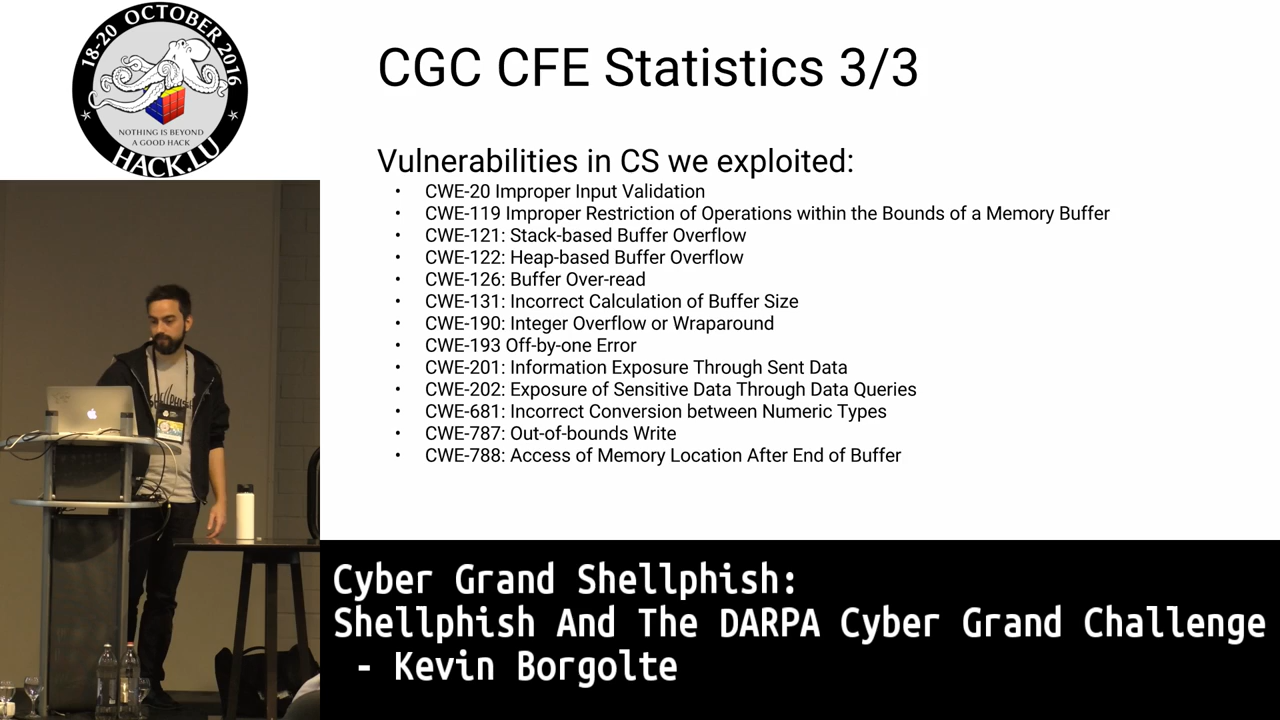 18-20 OCTOBER 2016
NOTHING IS BEYOND
A GOOD HACK
HACK.LU
CGC CFE Statistics 3/3
Vulnerabilities in CS we exploited:
• CWE-20 Improper Input Validation
• CWE-119 Improper Restriction of Operations within the Bounds of a Memory Buffer
• CWE-121: Stack-based Buffer Overflow
• CWE-122: Heap-based Buffer Overflow
• CWE-126: Buffer Over-read
• CWE-131: Incorrect Calculation of Buffer Size
• CWE-190: Integer Overflow or Wraparound
• CWE-193 Off-by-one Error
• CWE-201: Information Exposure Through Sent Data
• CWE-202: Exposure of Sensitive Data Through Data Queries
• CWE-681: Incorrect Conversion between Numeric Types
• CWE-787: Out-of-bounds Write
• CWE-788: Access of Memory Location After End of Buffer
Cyber Grand Shellphish:
Shellphish And The DARPA Cyber Grand Challenge
- Kevin Borgolte